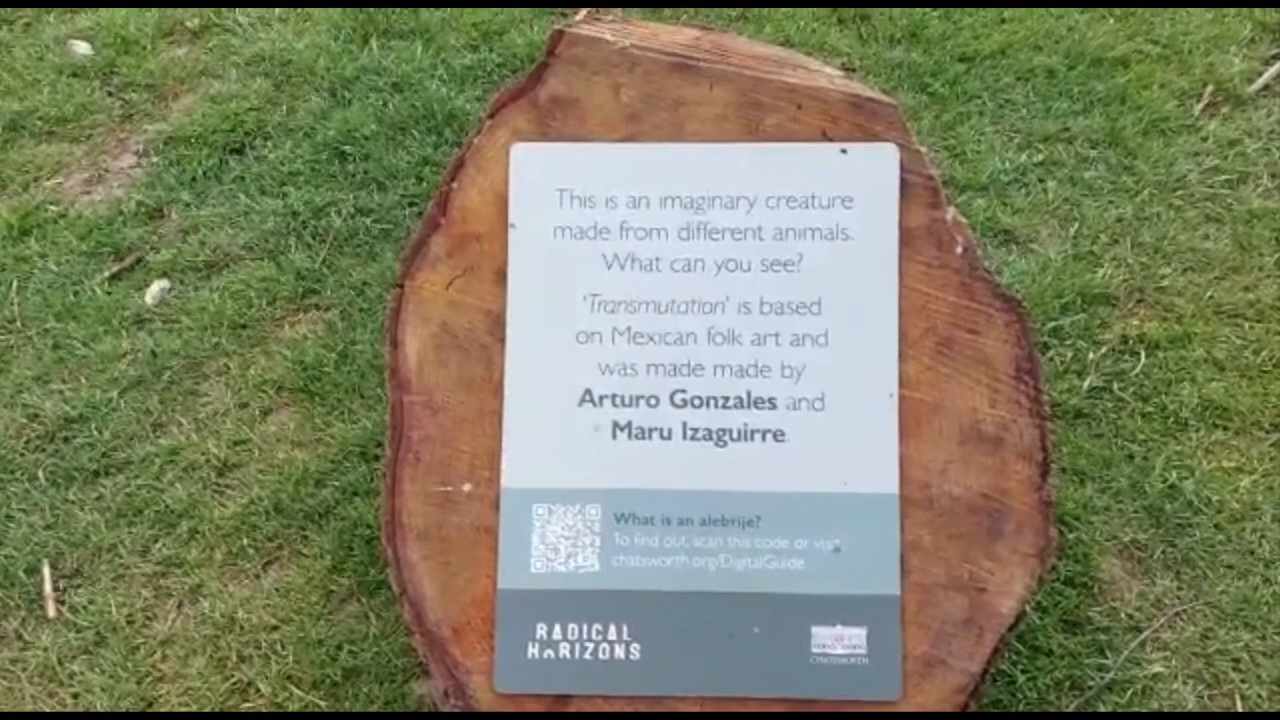 This is an imaginary creature
made from different animals.
What can you see?
'Transmutation' is based
on Mexican folk art and
was made made by
Arturo Gonzales and
Maru Izaguirre.
What is an alebrije?
To find out, scan this code or visit
chatsworth.org/DigitalGuide
RADICAL
HORIZONS
CHATSWORTH